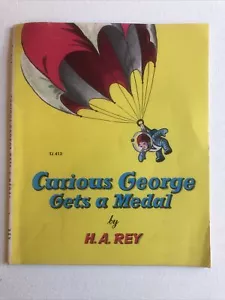 Curious George
Gets a Medal
by
H.A. REY